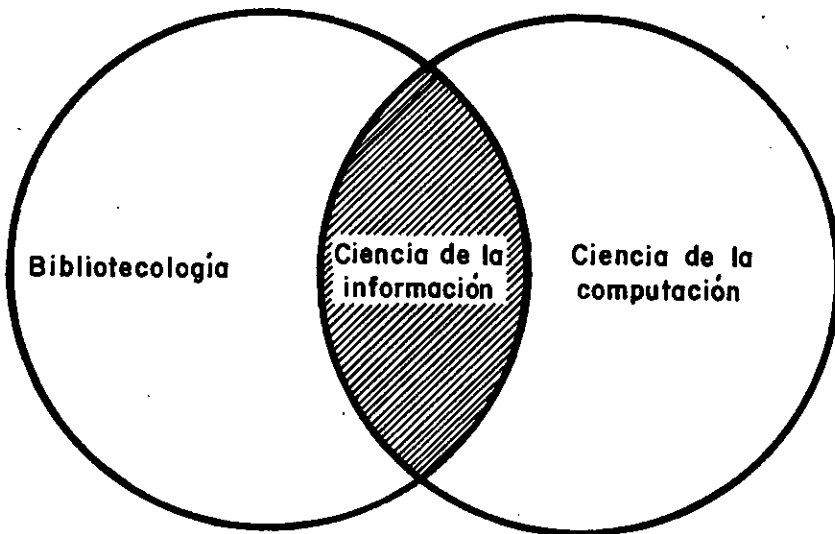 Bibliotecología
Ciencia de la
información
Ciencia de la
computación